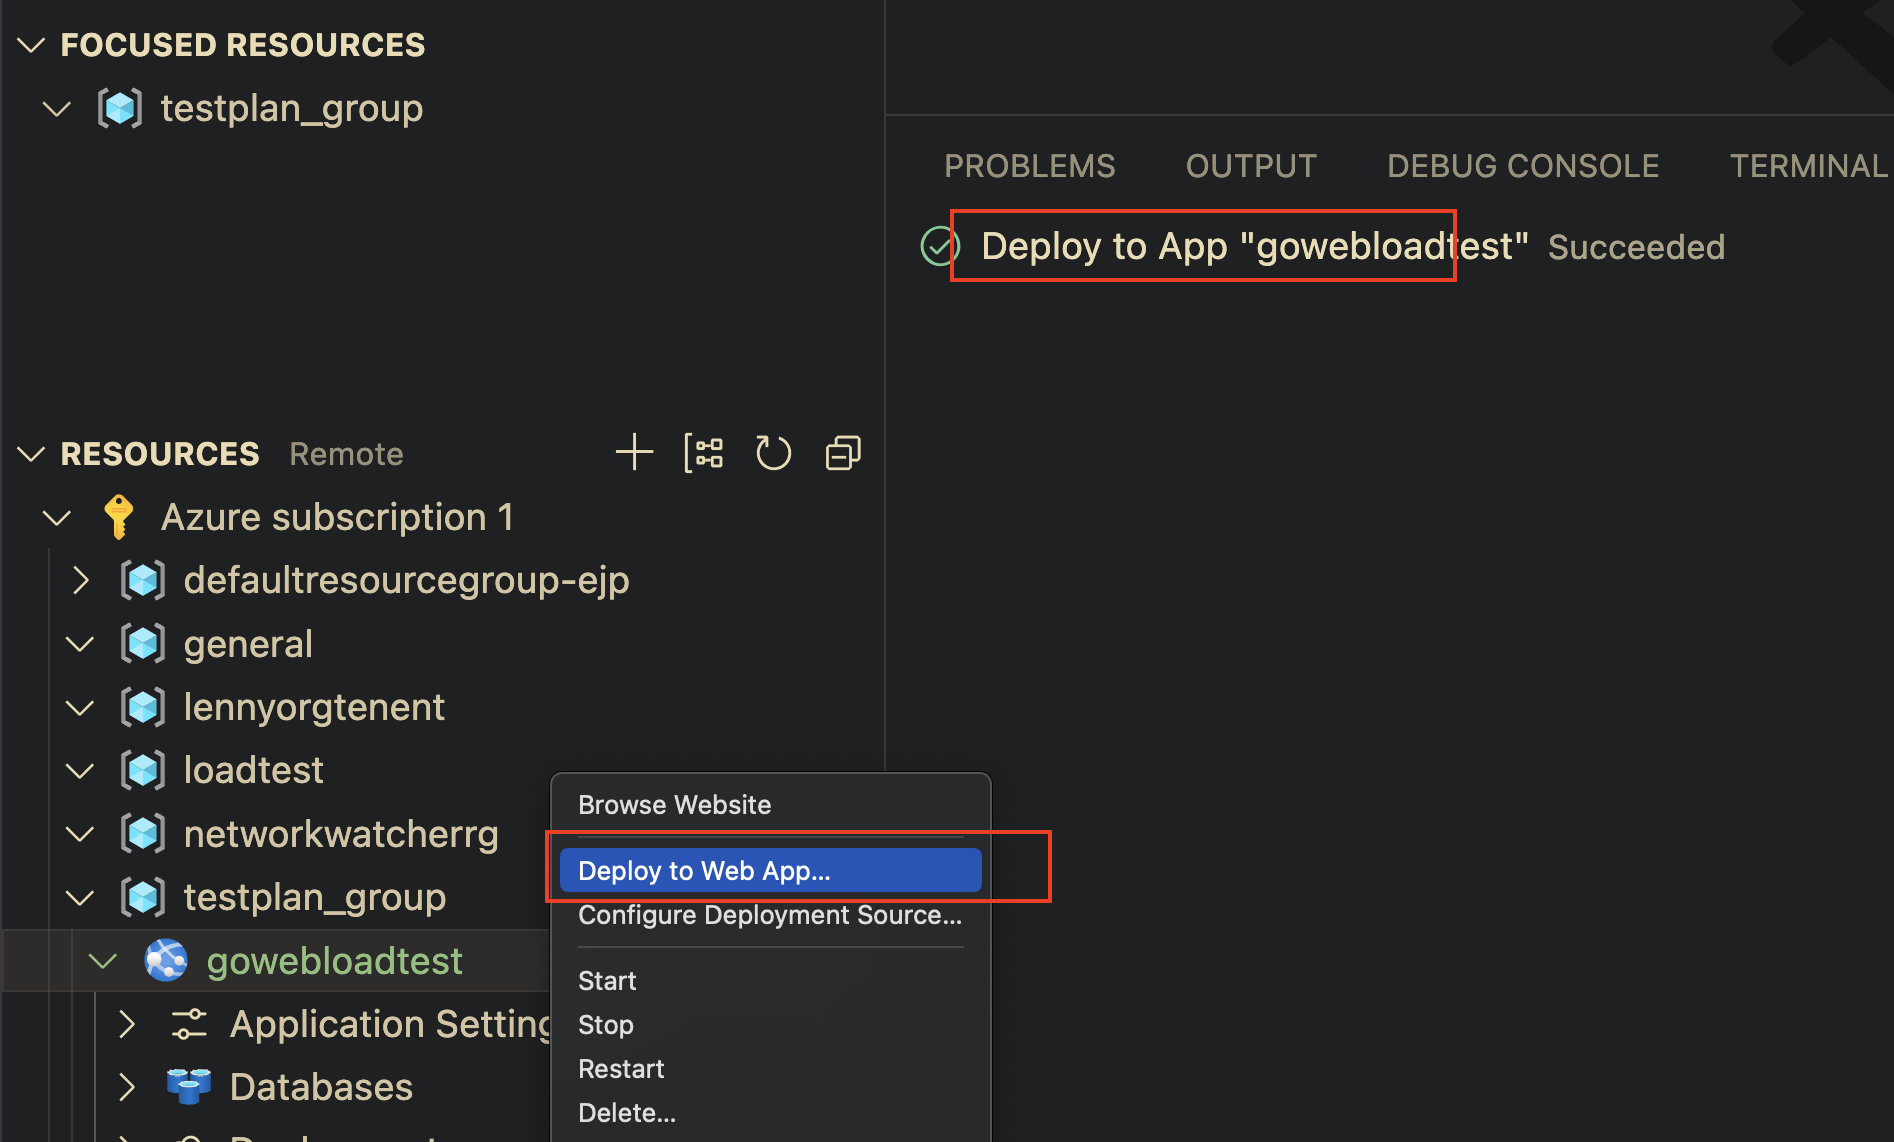 FOCUSED RESOURCES
testplan_group
PROBLEMS OUTPUT DEBUG CONSOLE TERMINAL
Deploy to App "gowebloadtest" Succeeded
RESOURCES Remote
Azure subscription 1
defaultresourcegroup-ejp
general
lennyorgtenent
loadtest
networkwatcherrg
testplan_group
gowebloadtest
Application Setting
Databases
Browse Website
Deploy to Web App...
Configure Deployment Source...
Start
Stop
Restart
Delete...